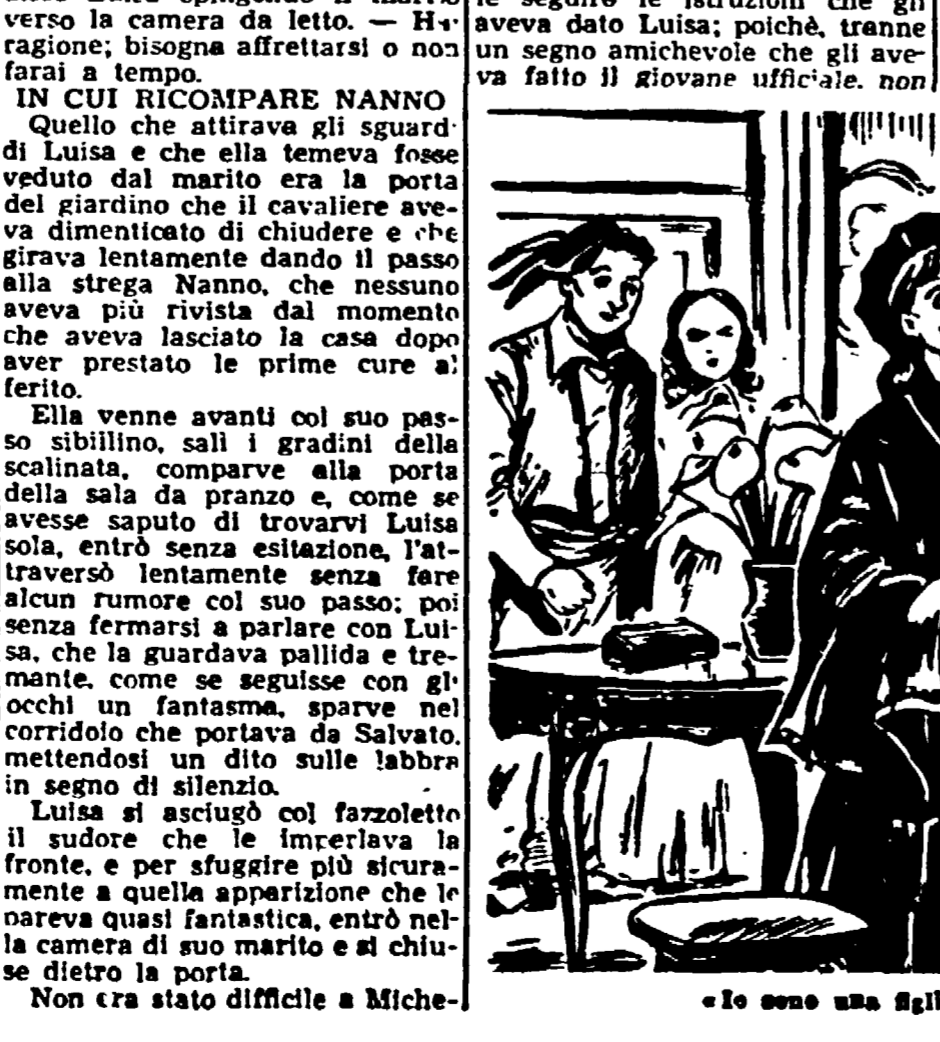 verso la camera da letto. — Ha
ragione; bisogna affrettarsi o non
farai a tempo.
IN CUI RICOMPARE NANNO
Quello che attirava gli sguard
di Luisa e che ella temeva fosse
veduto dal marito era la porta
del giardino che il cavaliere ave-
va dimenticato di chiudere e che
girava lentamente dando il passo
alla strega Nanno, che nessuno
aveva più rivista dal momento
che aveva lasciato la casa dopo
aver prestato le prime cure al
ferito.
Ella venne avanti col suo pas-
so sibillino, salì i gradini della
scalinata, comparve alla porta
della sala da pranzo e, come se
avesse saputo di trovarvi Luisa
sola, entrò senza esitazione, l'at-
traversò lentamente senza fare
alcun rumore col suo passo; poi
senza fermarsi a parlare con Lui-
sa, che la guardava pallida e tre-
mante, come se seguisse con gl
occhi un fantasma, sparve nel
corridoio che portava da Salvato,
mettendosi un dito sulle labbra
in segno di silenzio.
Luisa si asciugò col fazzoletto
il sudore che le imperlava la
fronte, e per sfuggire più sicura-
mente a quella apparizione che le
pareva quasi fantastica, entrò nel-
la camera di suo marito e si chiu-
se dietro la porta.
Non era stato difficile a Miche-
le seguire le istruzioni che gli
aveva dato Luisa; poichè, tranne
un segno amichevole che gli ave-
va fatto il giovane ufficiale, non
«Io sono una figli